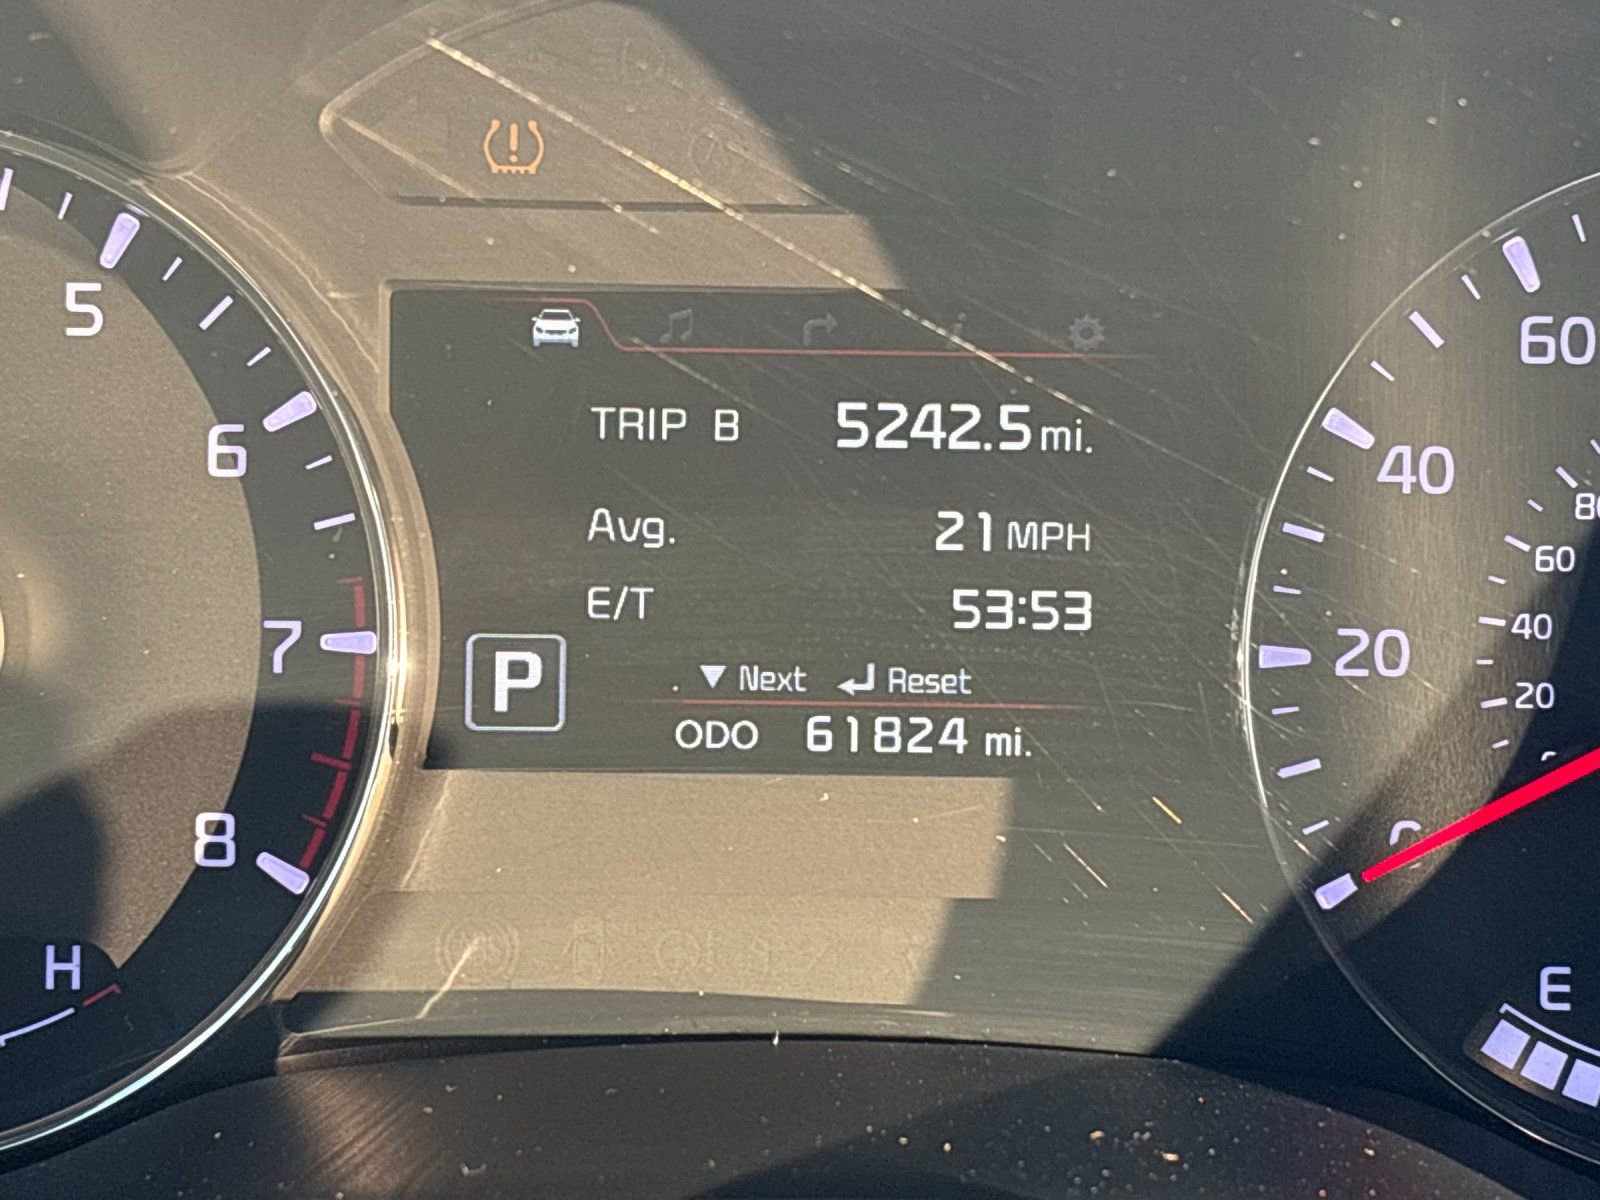 TRIP B 5242.5 mi.
Avg. 21 MPH
E/T 53:53
P
▼ Next ↵ Reset
ODO 61824 mi.
5
6
7
8
H
60
40
20
0
60
40
20
E